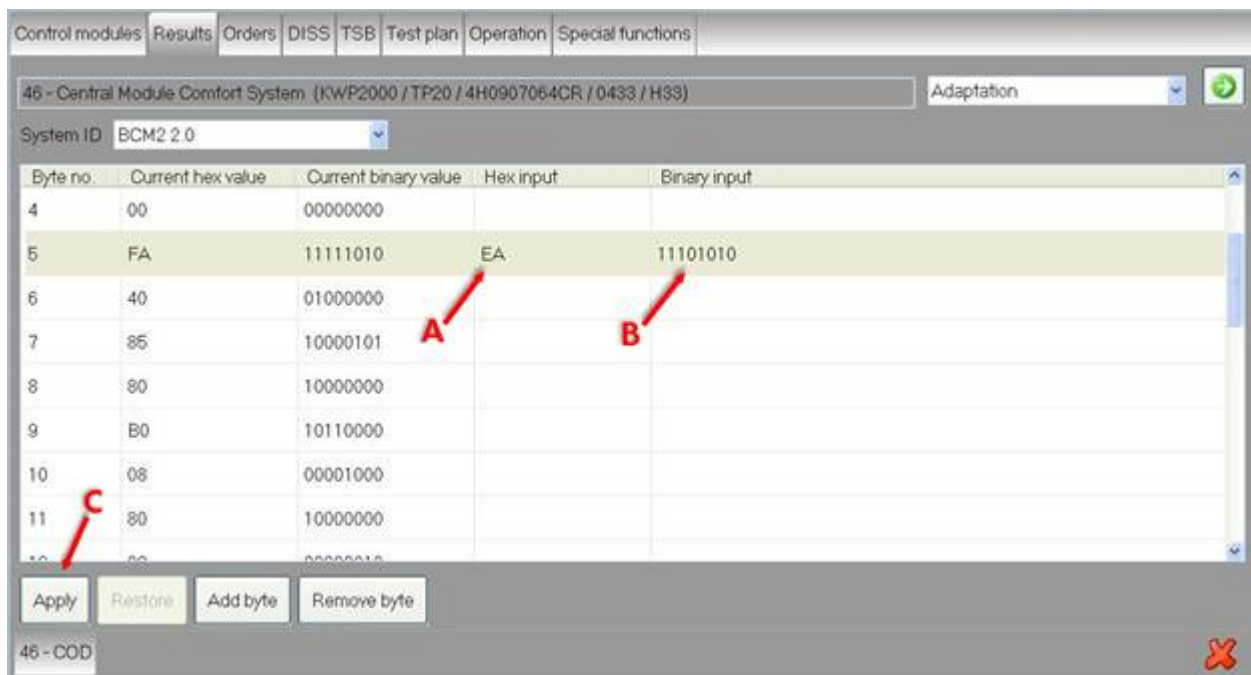 Control modules Results Orders DISS TSB Test plan Operation Special functions
46 - Central Module Comfort System (KWP2000 / TP20 / 4H0907064CR / 0433 / H33) Adaptation
System ID BCM2 2.0
Byte no. Current hex value Current binary value Hex input Binary input
4 00 00000000
5 FA 11111010 EA 11101010
6 40 01000000
A B
7 85 10000101
8 80 10000000
9 B0 10110000
10 08 00001000
C
11 80 10000000
Apply Restore Add byte Remove byte
46 - COD